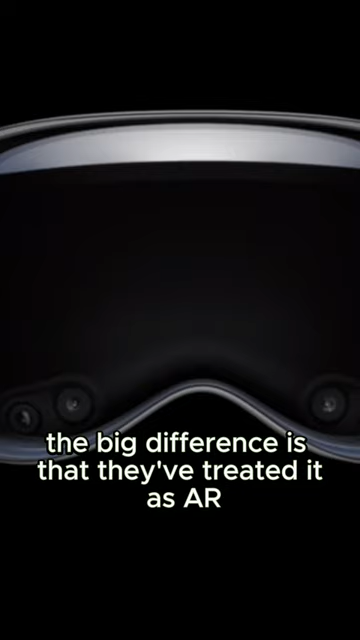 the big difference is
that they've treated it
as AR